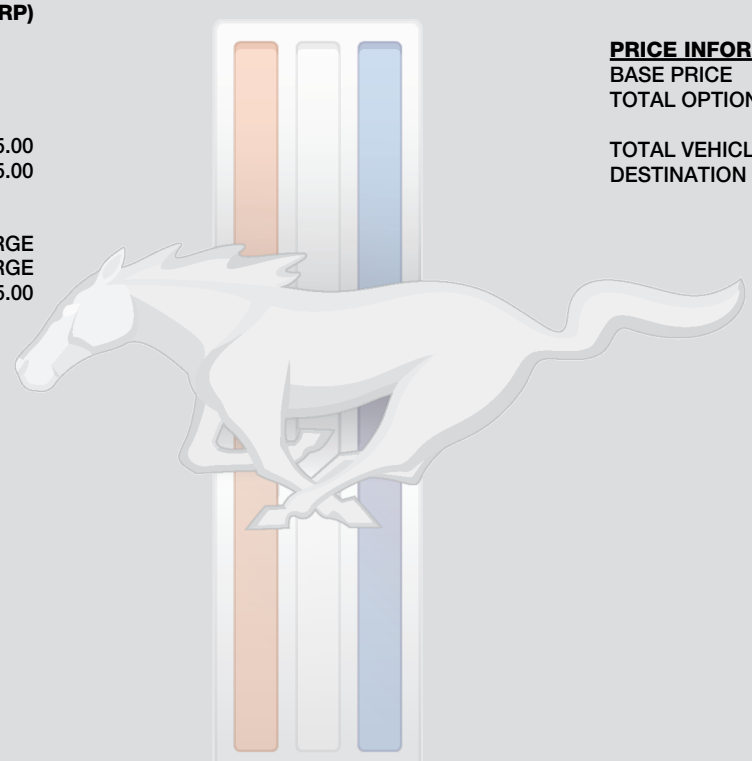 RP)
5.00
5.00
RGE
RGE
5.00
PRICE INFOR
BASE PRICE
TOTAL OPTION
TOTAL VEHICL
DESTINATION